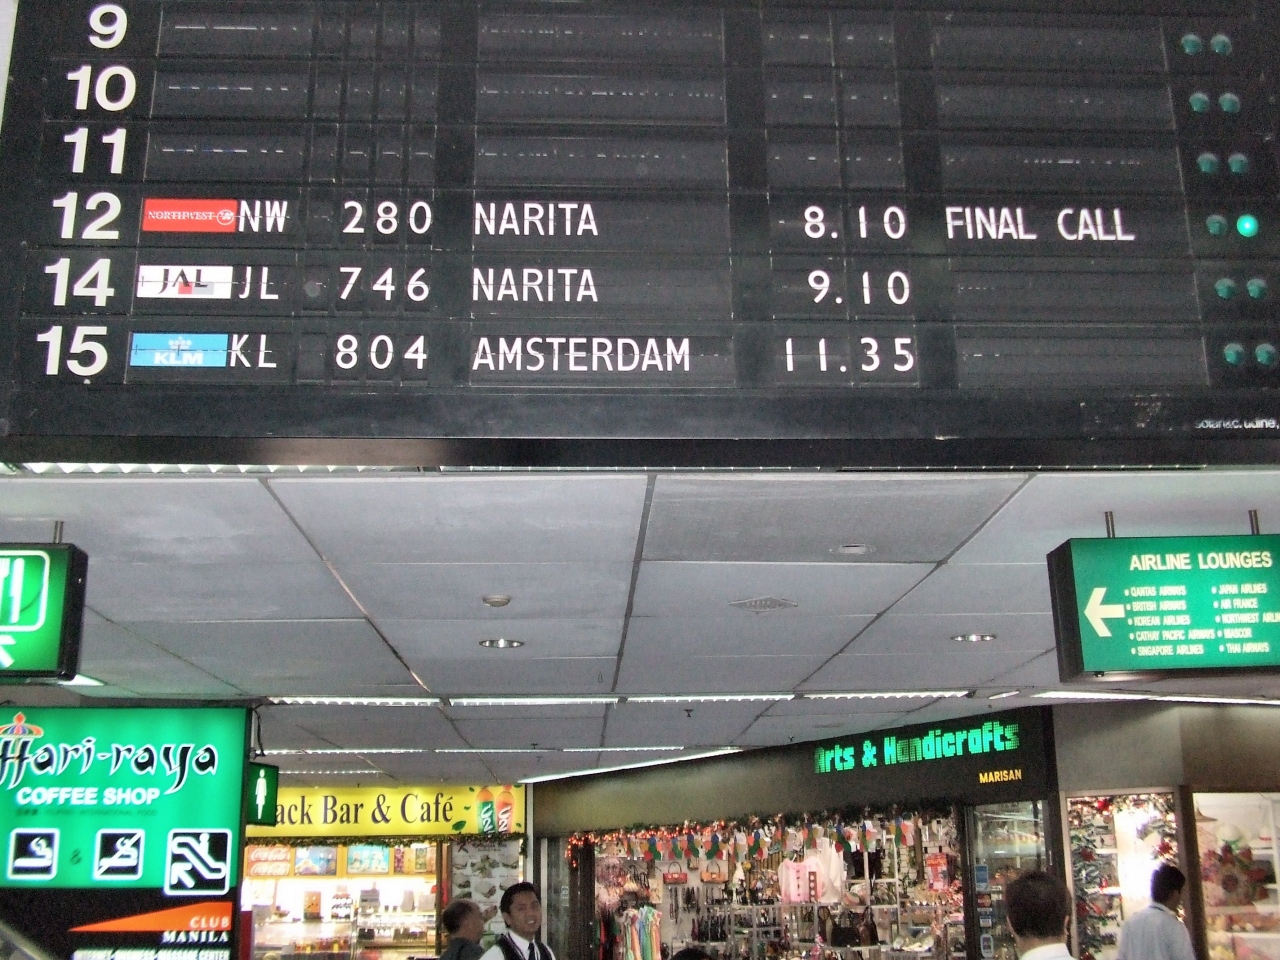 9
10
11
12 NORTHWEST NW 280 NARITA 8.10 FINAL CALL
14 JAL JL 746 NARITA 9.10
15 KLM KL 804 AMSTERDAM 11.35
AIRLINE LOUNGES
• QANTAS AIRWAYS • JAPAN AIRLINES
• BRITISH AIRWAYS • AIR FRANCE
• KOREAN AIRLINES • NORTHWEST
• CATHAY PACIFIC AIRWAYS
• SINGAPORE AIRLINES • THAI AIRWAYS
Hari-raya
COFFEE SHOP
&
CLUB
MANILA
Bar & Café
Arts & Handicrafts
MARISAN